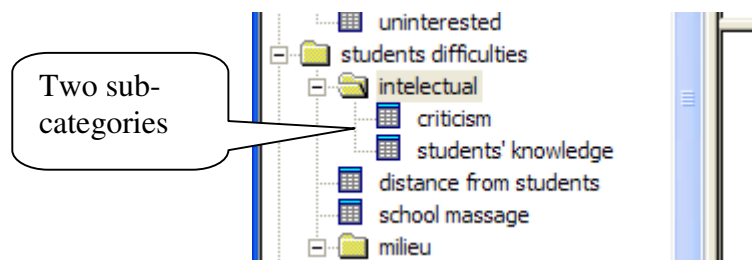 uninterested
students difficulties
Two sub-
categories
intelectual
criticism
students' knowledge
distance from students
school massage
milieu